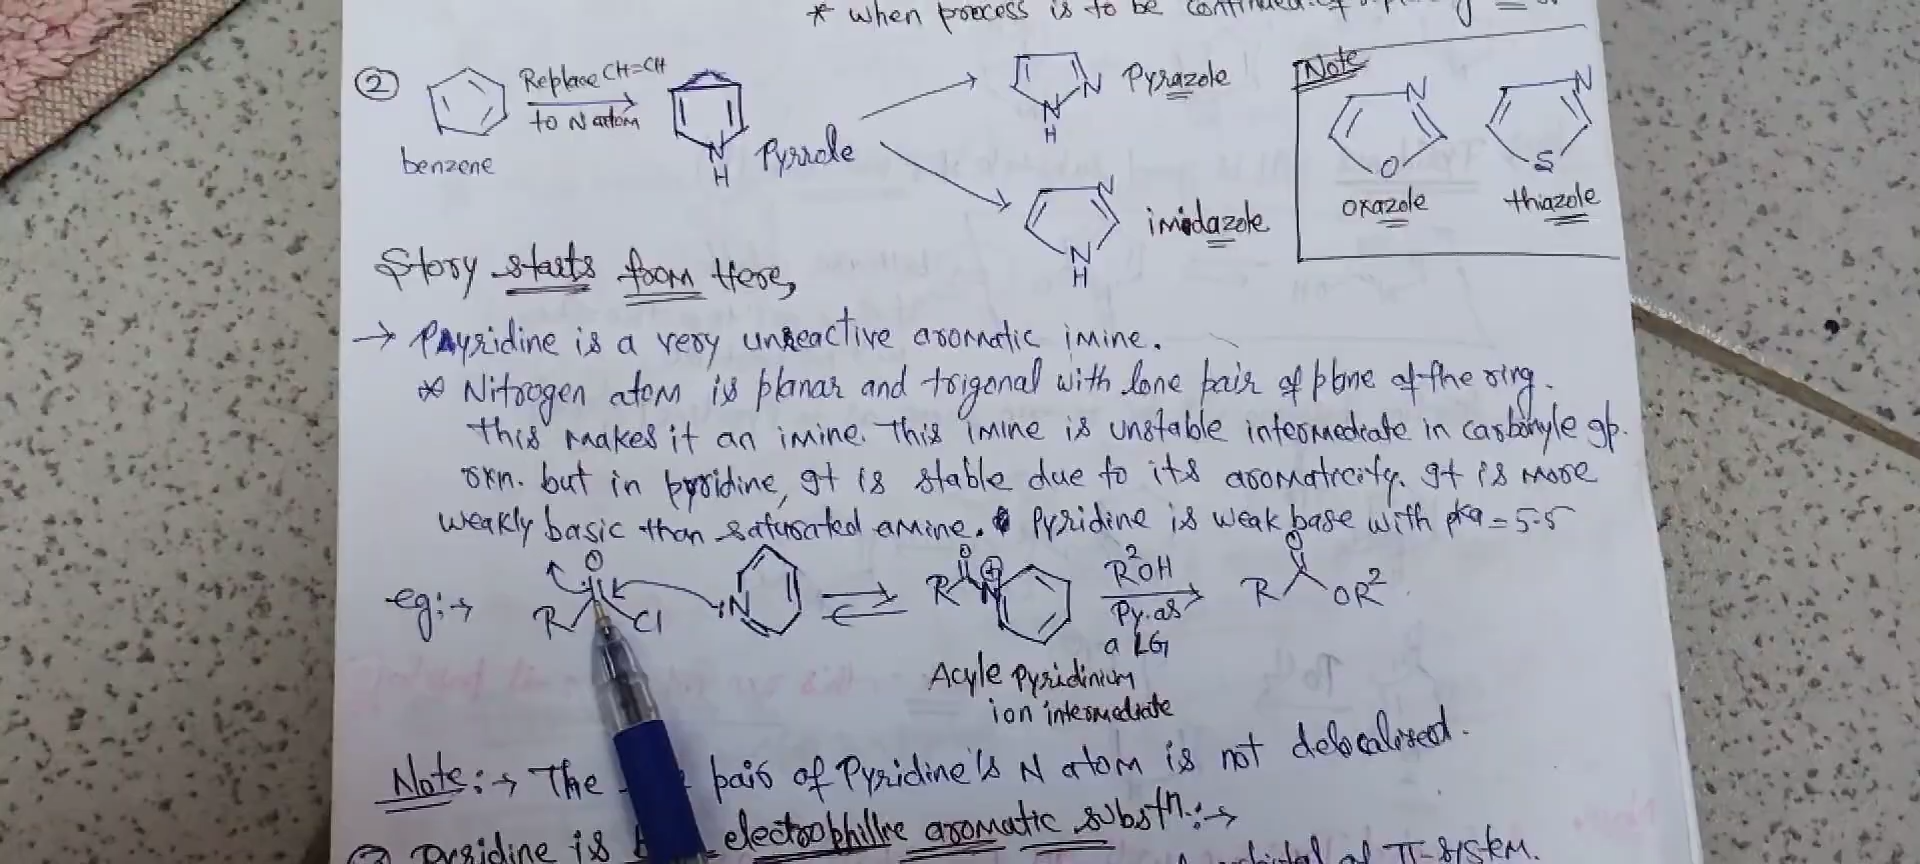 * when process is to be
② benzene Replace CH=CH to N atom N H Pyrrole
N N H Pyrazole
N N H imidazole
Note
N O oxazole
N S thiazole
Story starts from Here,
→ Pyridine is a very unreactive aromatic imine.
* Nitrogen atom is planar and trigonal with lone pair of plane of the ring.
this makes it an imine. This imine is unstable intermediate in carbonyle gp.
rxn. but in pyridine, It is stable due to its aromaticity. It is more
weakly basic than saturated amine. Pyridine is weak base with pka = 5.5
eg:→ R O Cl :N ⇌ R O N ⊕ R²OH Py. as a LG R O OR²
Acyle Pyridinium
ion intermediate
Note:→ The pair of Pyridine's N atom is not delocalised.
Pyridine is electrophillre aromatic substⁿ:→
of π-system.